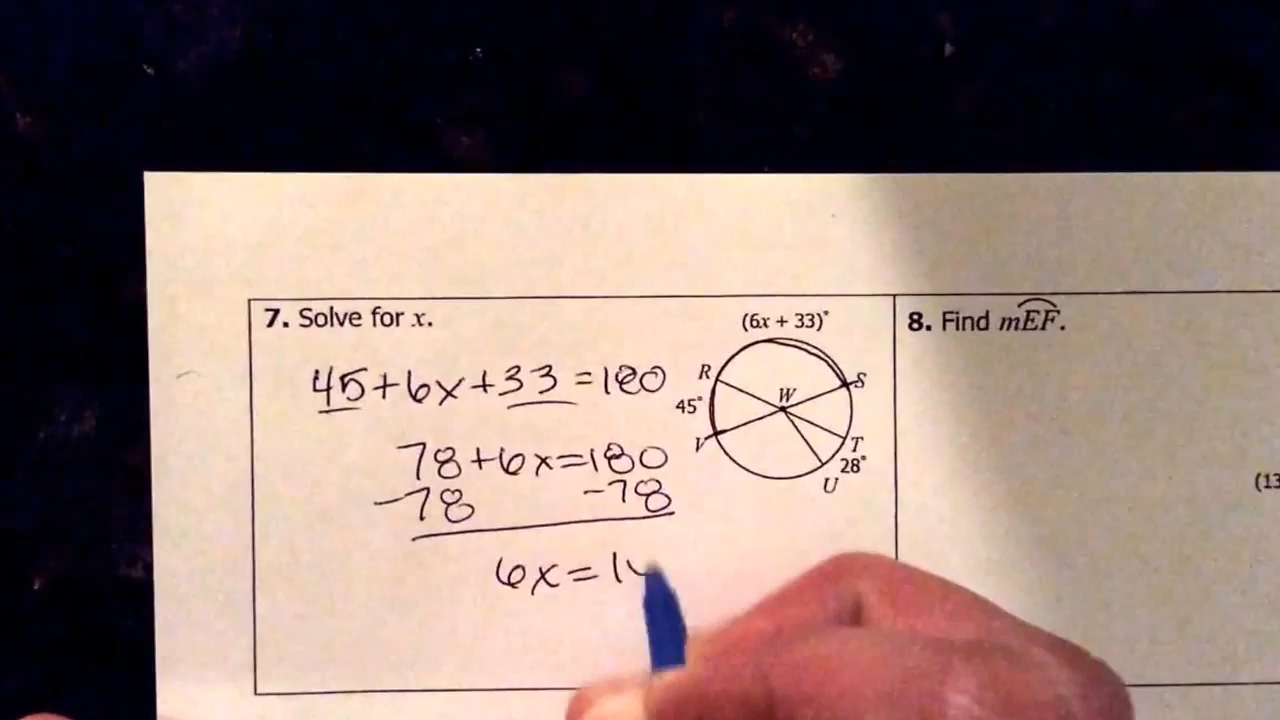 7. Solve for x.
45+6x+33=180
78+6x=180
-78 -78
6x=1
(6x + 33)°
R
S
W
45°
V
T
28°
U
8. Find mEF.
(13